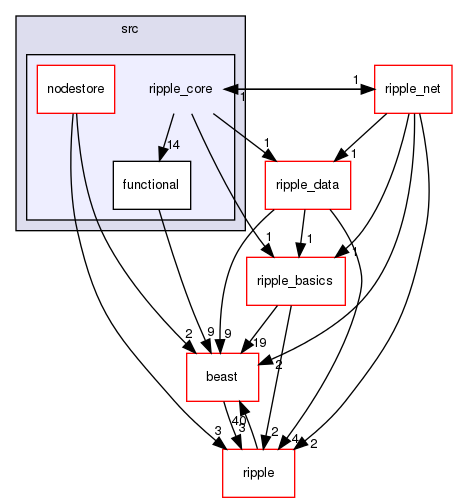 src
nodestore
ripple_core
1
1
ripple_net
14
1
1
functional
ripple_data
1
1
1
ripple_basics
2
9
9
19
2
beast
40
3
3
2
4
2
ripple